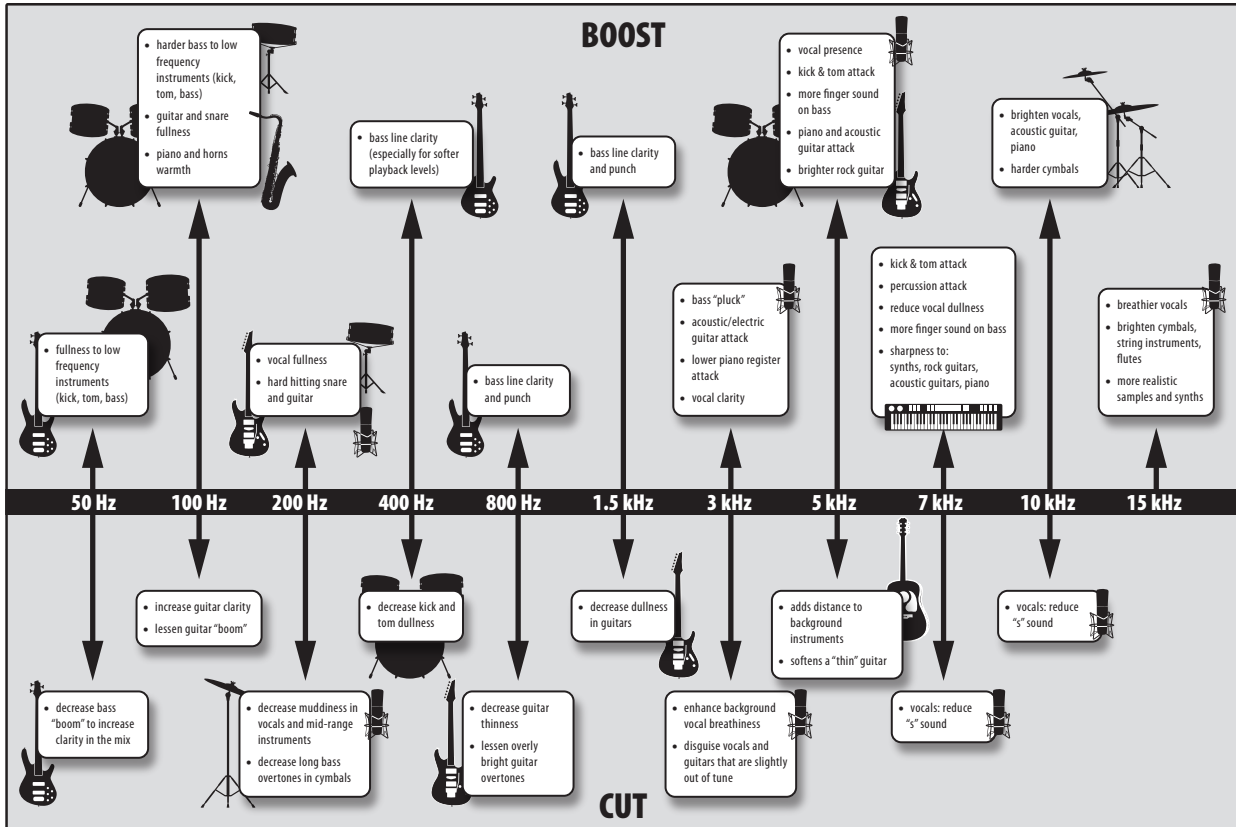 BOOST
• harder bass to low
frequency
instruments (kick,
tom, bass)
• guitar and snare
fullness
• piano and horns
warmth
• bass line clarity
(especially for softer
playback levels)
• bass line clarity
and punch
• vocal presence
• kick & tom attack
• more finger sound
on bass
• piano and acoustic
guitar attack
• brighter rock guitar
• brighten vocals,
acoustic guitar,
piano
• harder cymbals
• fullness to low
frequency
instruments
(kick, tom, bass)
• vocal fullness
• hard hitting snare
and guitar
• bass line clarity
and punch
• bass “pluck”
• acoustic/electric
guitar attack
• lower piano register
attack
• vocal clarity
• kick & tom attack
• percussion attack
• reduce vocal dullness
• more finger sound on bass
• sharpness to:
synths, rock guitars,
acoustic guitars, piano
• breathier vocals
• brighten cymbals,
string instruments,
flutes
• more realistic
samples and synths
50 Hz 100 Hz 200 Hz 400 Hz 800 Hz 1.5 kHz 3 kHz 5 kHz 7 kHz 10 kHz 15 kHz
• increase guitar clarity
• lessen guitar “boom”
• decrease kick and
tom dullness
• decrease dullness
in guitars
• adds distance to
background
instruments
• softens a “thin” guitar
• vocals: reduce
“s” sound
• decrease bass
“boom” to increase
clarity in the mix
• decrease muddiness in
vocals and mid-range
instruments
• decrease long bass
overtones in cymbals
• decrease guitar
thinness
• lessen overly
bright guitar
overtones
• enhance background
vocal breathiness
• disguise vocals and
guitars that are slightly
out of tune
• vocals: reduce
“s” sound
CUT